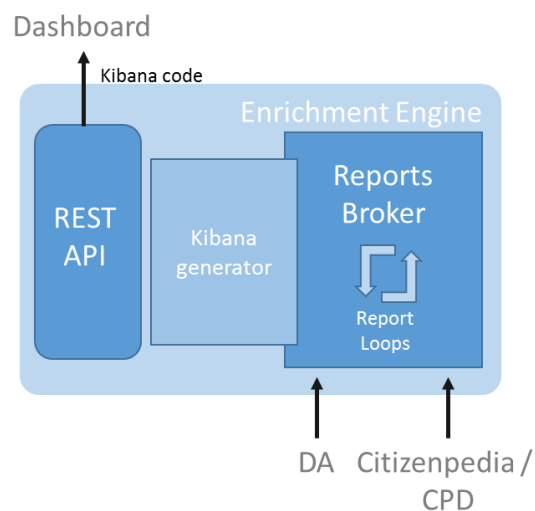 Dashboard
Kibana code
Enrichment Engine
REST
API
Kibana
generator
Reports
Broker
Report
Loops
DA
Citizenpedia /
CPD